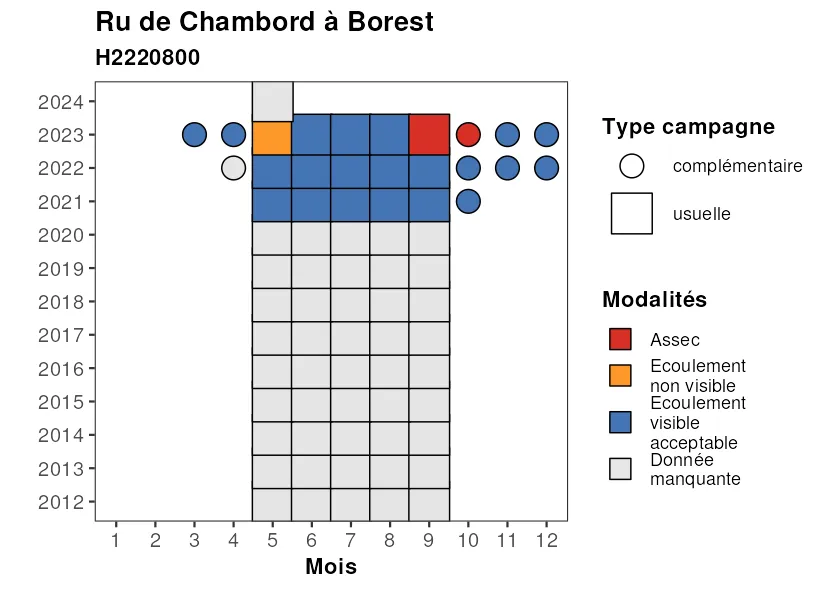 Ru de Chambord à Borest
H2220800
2024
2023
2022
2021
2020
2019
2018
2017
2016
2015
2014
2013
2012
1 2 3 4 5 6 7 8 9 10 11 12
Mois
Type campagne
complémentaire
usuelle
Modalités
Assec
Ecoulement
non visible
Ecoulement
visible
acceptable
Donnée
manquante